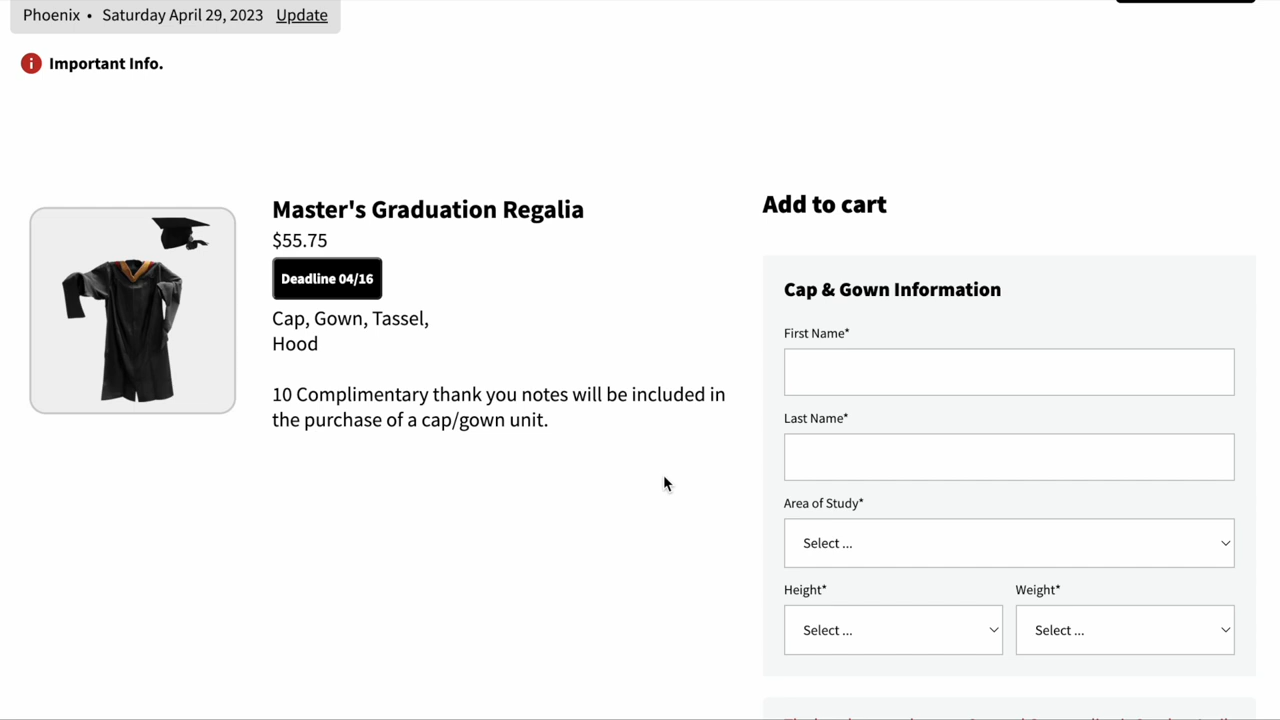 Phoenix • Saturday April 29, 2023 Update
Important Info.
Master's Graduation Regalia
$55.75
Deadline 04/16
Cap, Gown, Tassel,
Hood
10 Complimentary thank you notes will be included in
the purchase of a cap/gown unit.
Add to cart
Cap & Gown Information
First Name*
Last Name*
Area of Study*
Select ...
Height* Weight*
Select ... Select ...